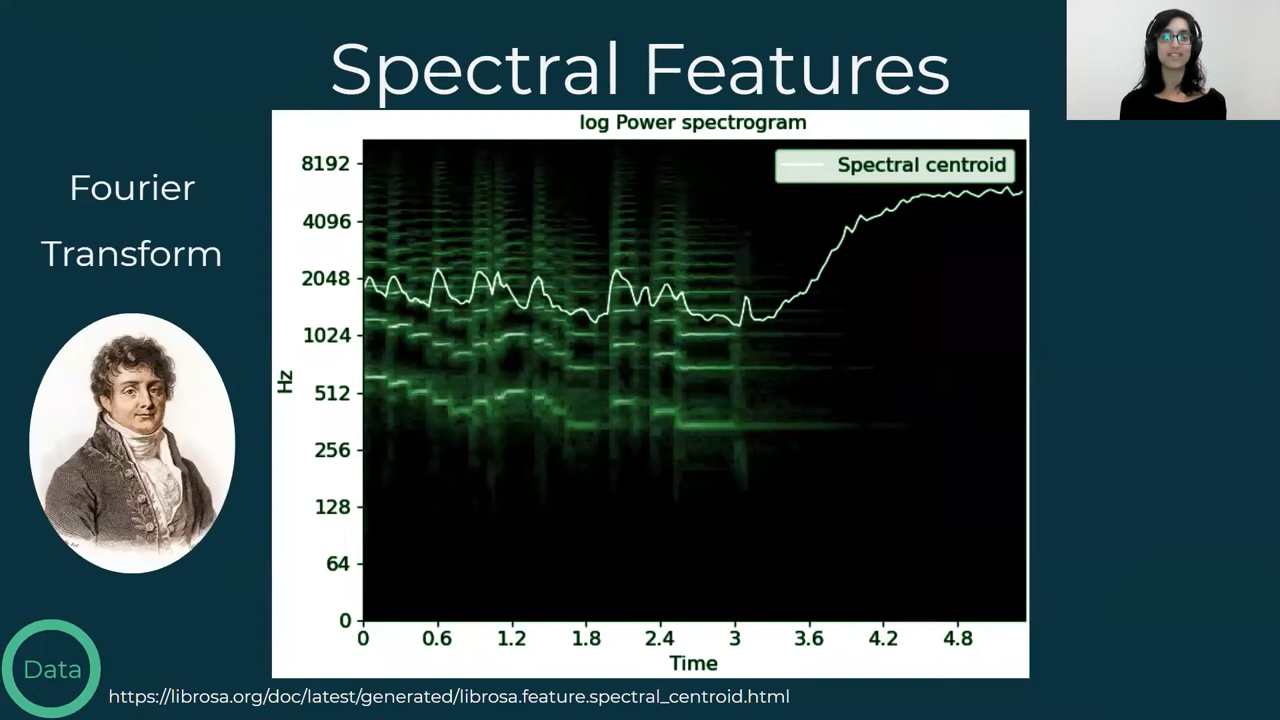 Spectral Features
Fourier
Transform
log Power spectrogram
Spectral centroid
8192
4096
2048
1024
512
256
128
64
0
Hz
0 0.6 1.2 1.8 2.4 3 3.6 4.2 4.8
Time
Data
https://librosa.org/doc/latest/generated/librosa.feature.spectral_centroid.html